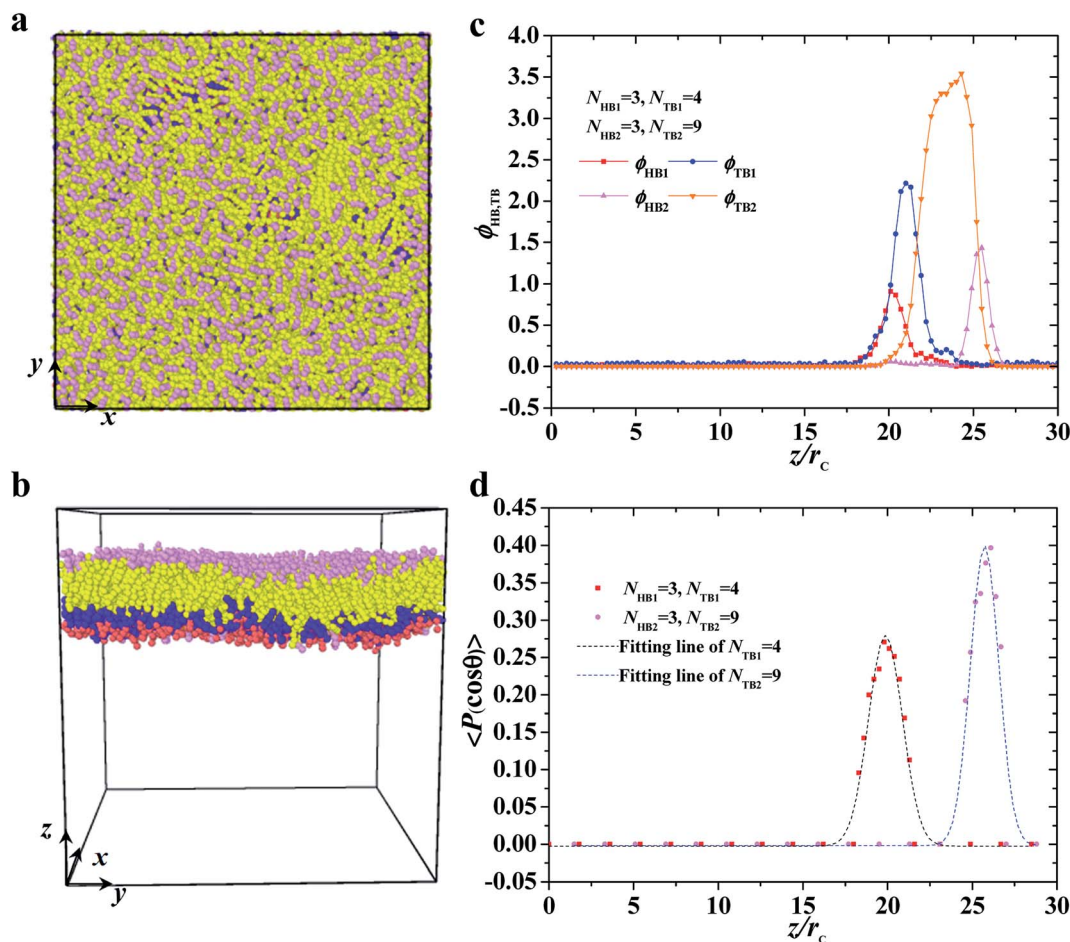 a
y
x
b
z
x
y
c
4.0
3.5
3.0
2.5
2.0
1.5
1.0
0.5
0.0
-0.5
ϕHB,TB
NHB1=3, NTB1=4
NHB2=3, NTB2=9
ϕHB1 ϕTB1
ϕHB2 ϕTB2
0 5 10 15 20 25 30
z/rC
d
0.45
0.40
0.35
0.30
0.25
0.20
0.15
0.10
0.05
0.00
-0.05
<P(cosθ)>
NHB1=3, NTB1=4
NHB2=3, NTB2=9
Fitting line of NTB1=4
Fitting line of NTB2=9
0 5 10 15 20 25 30
z/rC